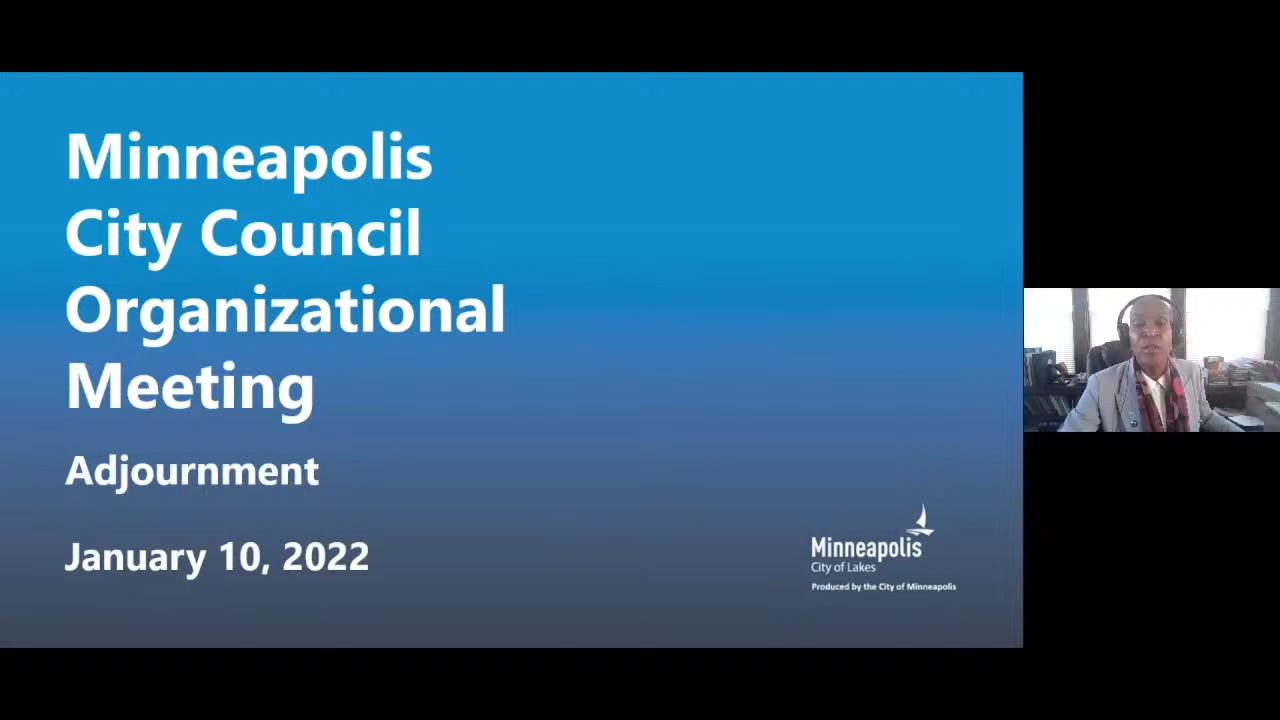 Minneapolis
City Council
Organizational
Meeting
Adjournment
January 10, 2022
Minneapolis
City of Lakes
Produced by the City of Minneapolis